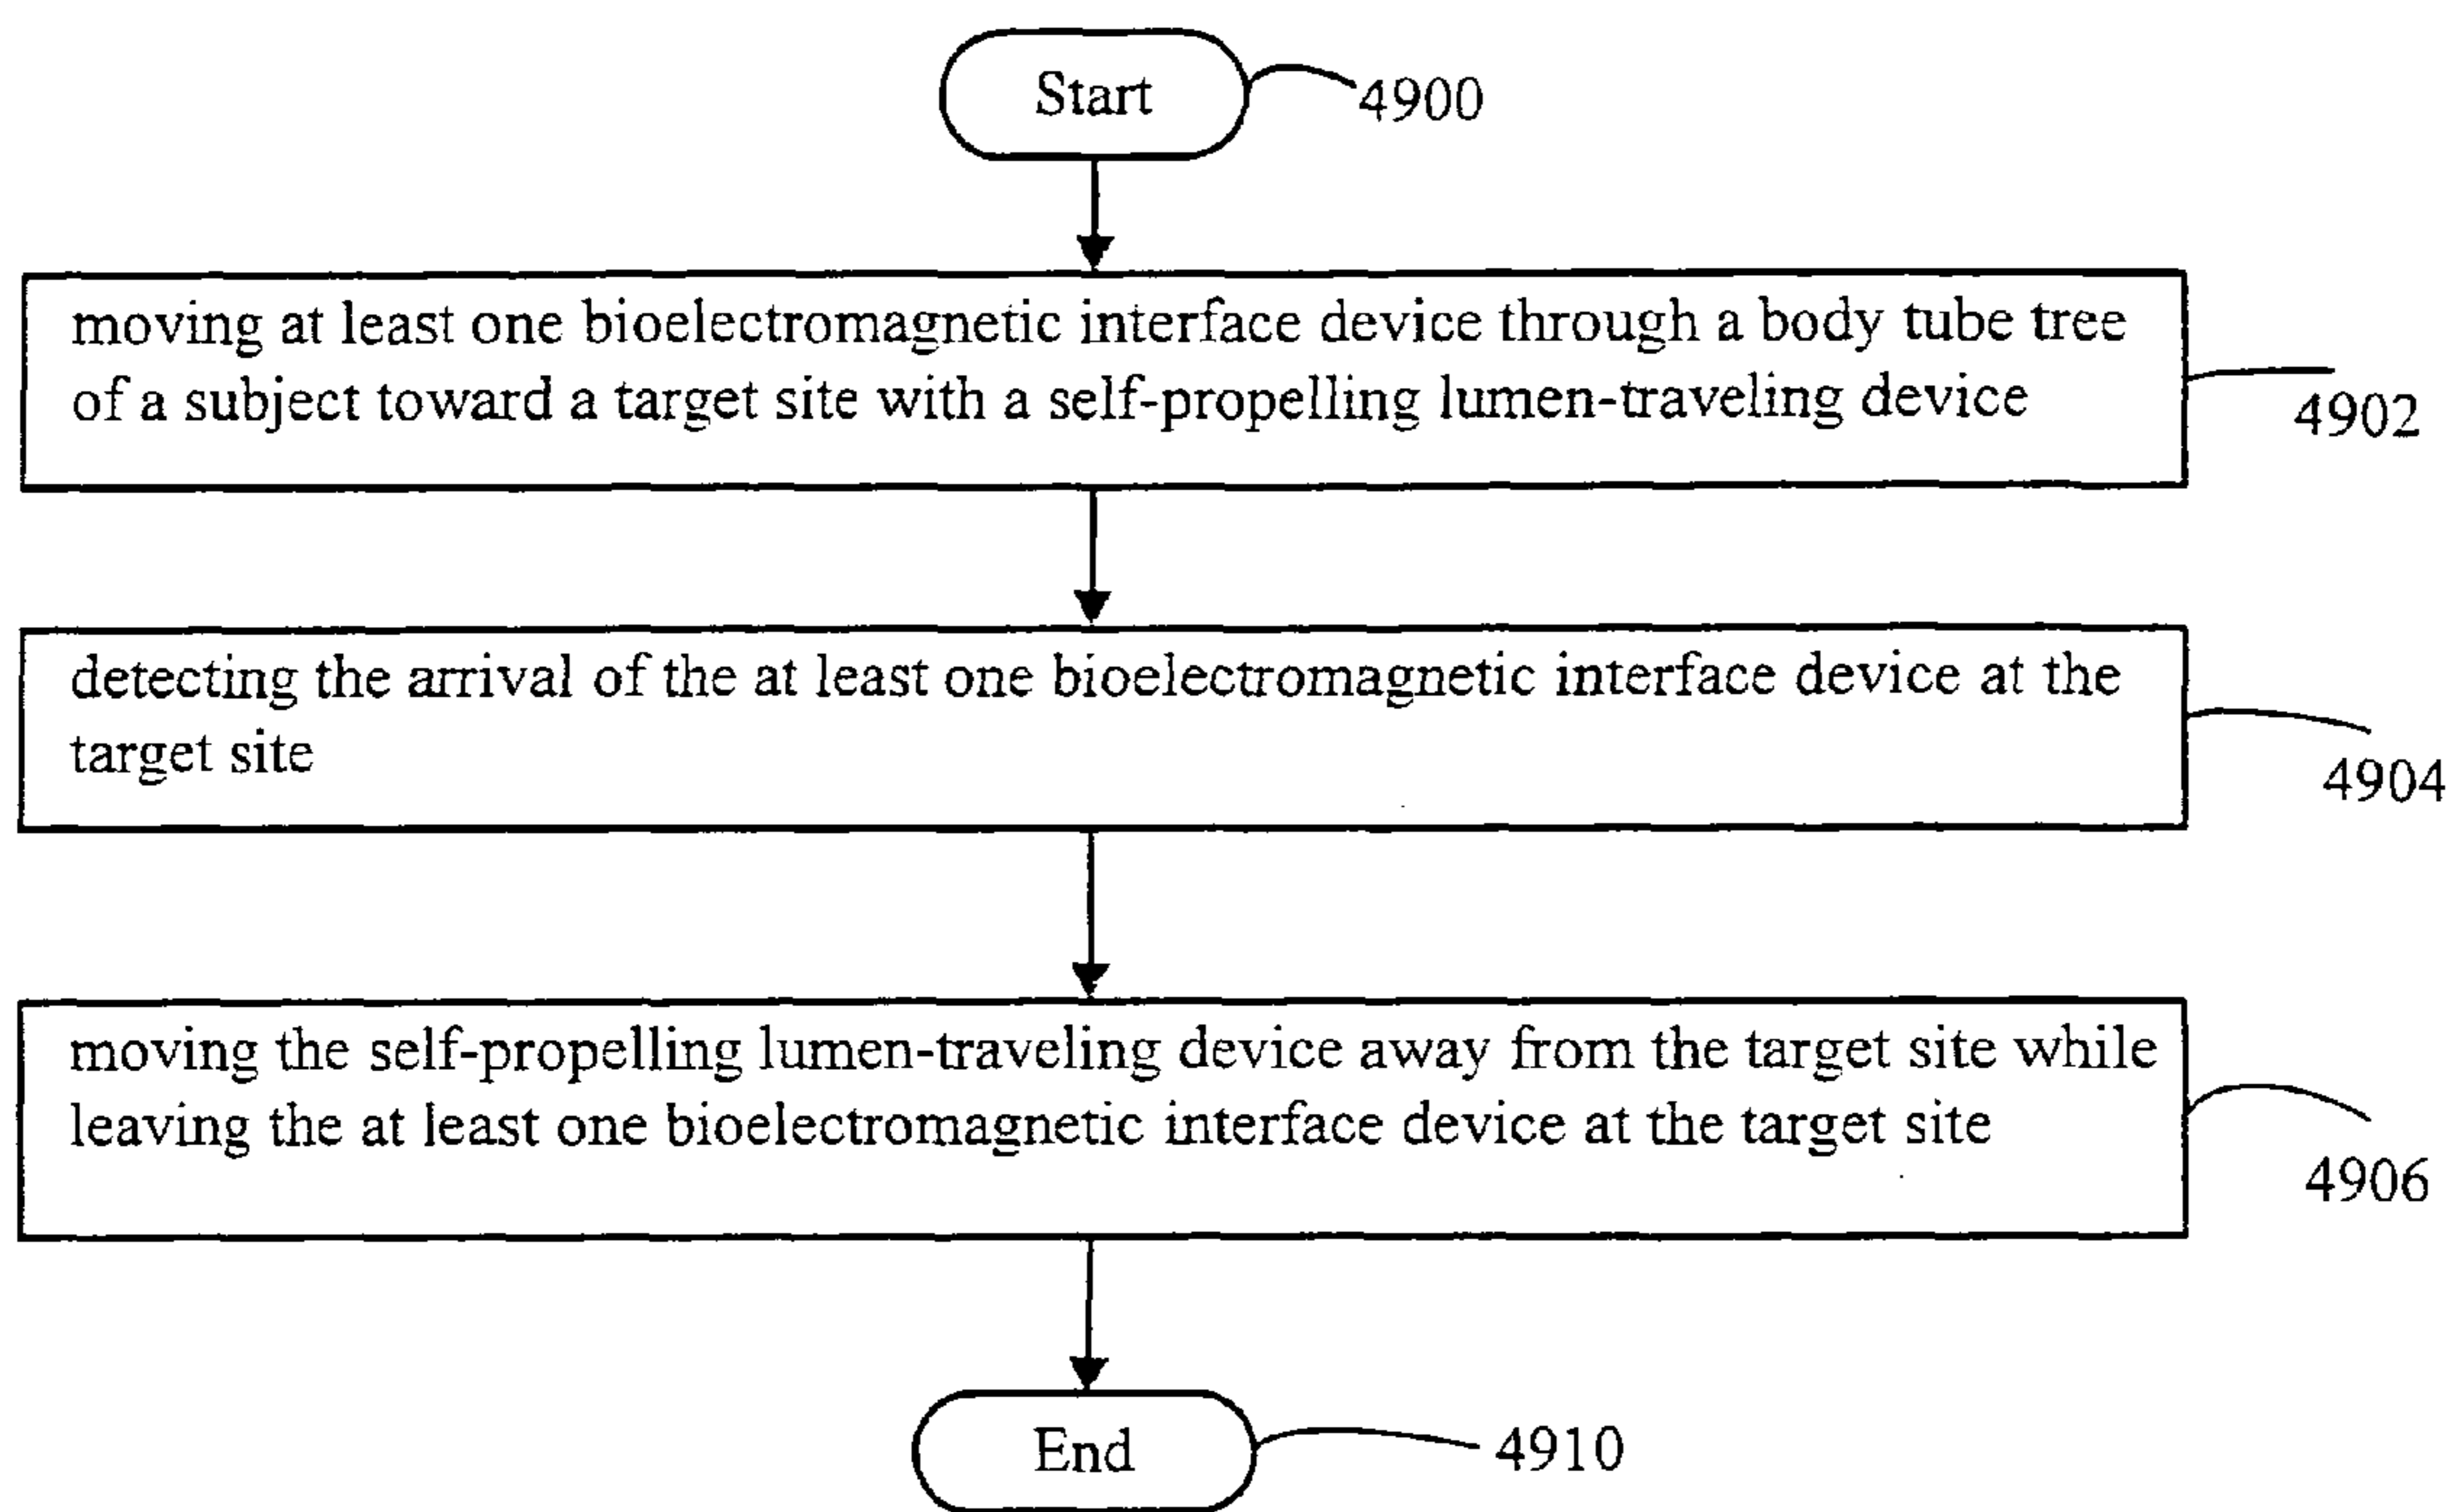 Start
4900
moving at least one bioelectromagnetic interface device through a body tube tree
of a subject toward a target site with a self-propelling lumen-traveling device
4902
detecting the arrival of the at least one bioelectromagnetic interface device at the
target site
4904
moving the self-propelling lumen-traveling device away from the target site while
leaving the at least one bioelectromagnetic interface device at the target site
4906
End
4910